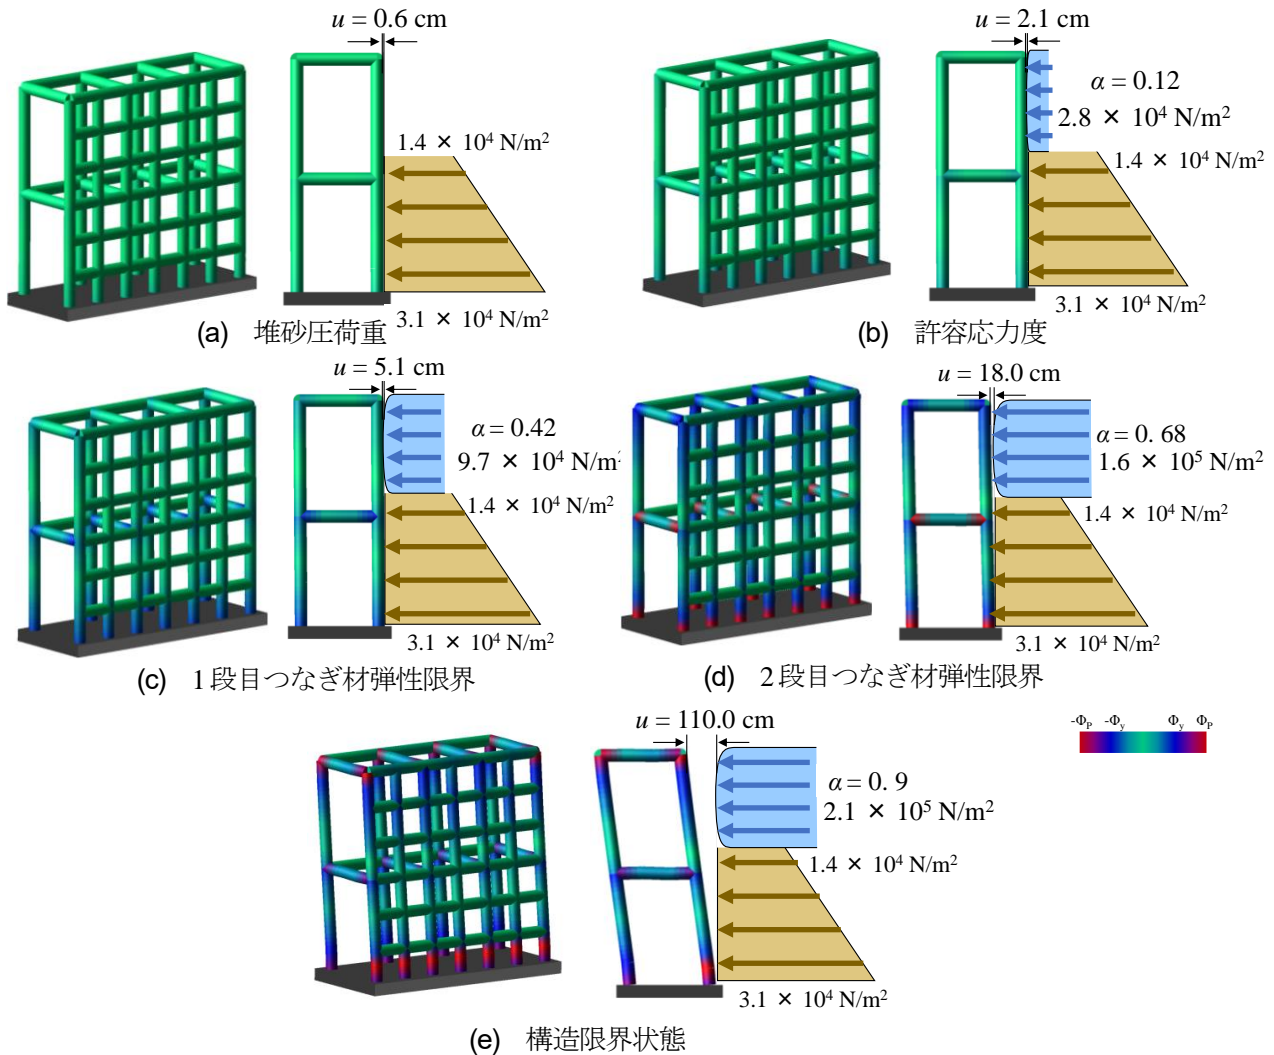 u = 0.6 cm
1.4 × 10⁴ N/m²
3.1 × 10⁴ N/m²
(a) 堆砂圧荷重
u = 2.1 cm
α = 0.12
2.8 × 10⁴ N/m²
1.4 × 10⁴ N/m²
3.1 × 10⁴ N/m²
(b) 許容応力度
u = 5.1 cm
α = 0.42
9.7 × 10⁴ N/m²
1.4 × 10⁴ N/m²
3.1 × 10⁴ N/m²
(c) 1段目つなぎ材弾性限界
u = 18.0 cm
α = 0. 68
1.6 × 10⁵ N/m²
1.4 × 10⁴ N/m²
3.1 × 10⁴ N/m²
(d) 2段目つなぎ材弾性限界
u = 110.0 cm
α = 0. 9
2.1 × 10⁵ N/m²
1.4 × 10⁴ N/m²
3.1 × 10⁴ N/m²
(e) 構造限界状態
-Φₚ -Φᵧ Φᵧ Φₚ